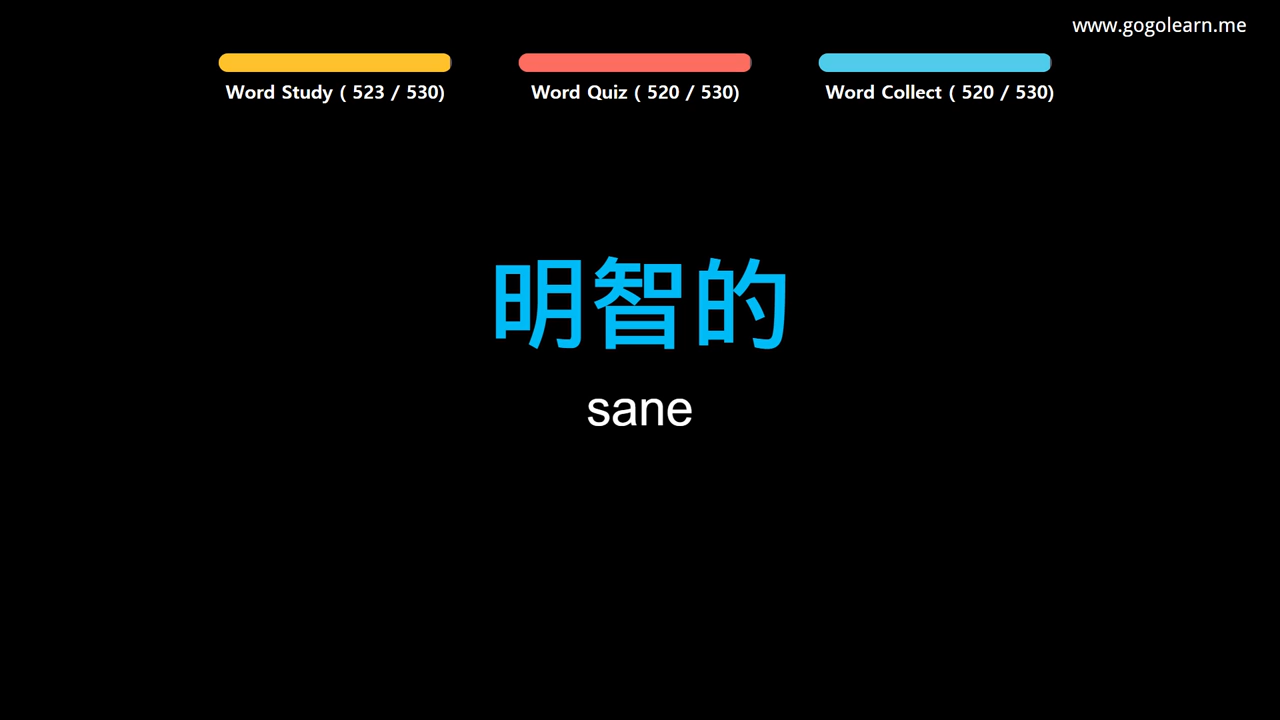 www.gogolearn.me
Word Study ( 523 / 530)
Word Quiz ( 520 / 530)
Word Collect ( 520 / 530)
明智的
sane